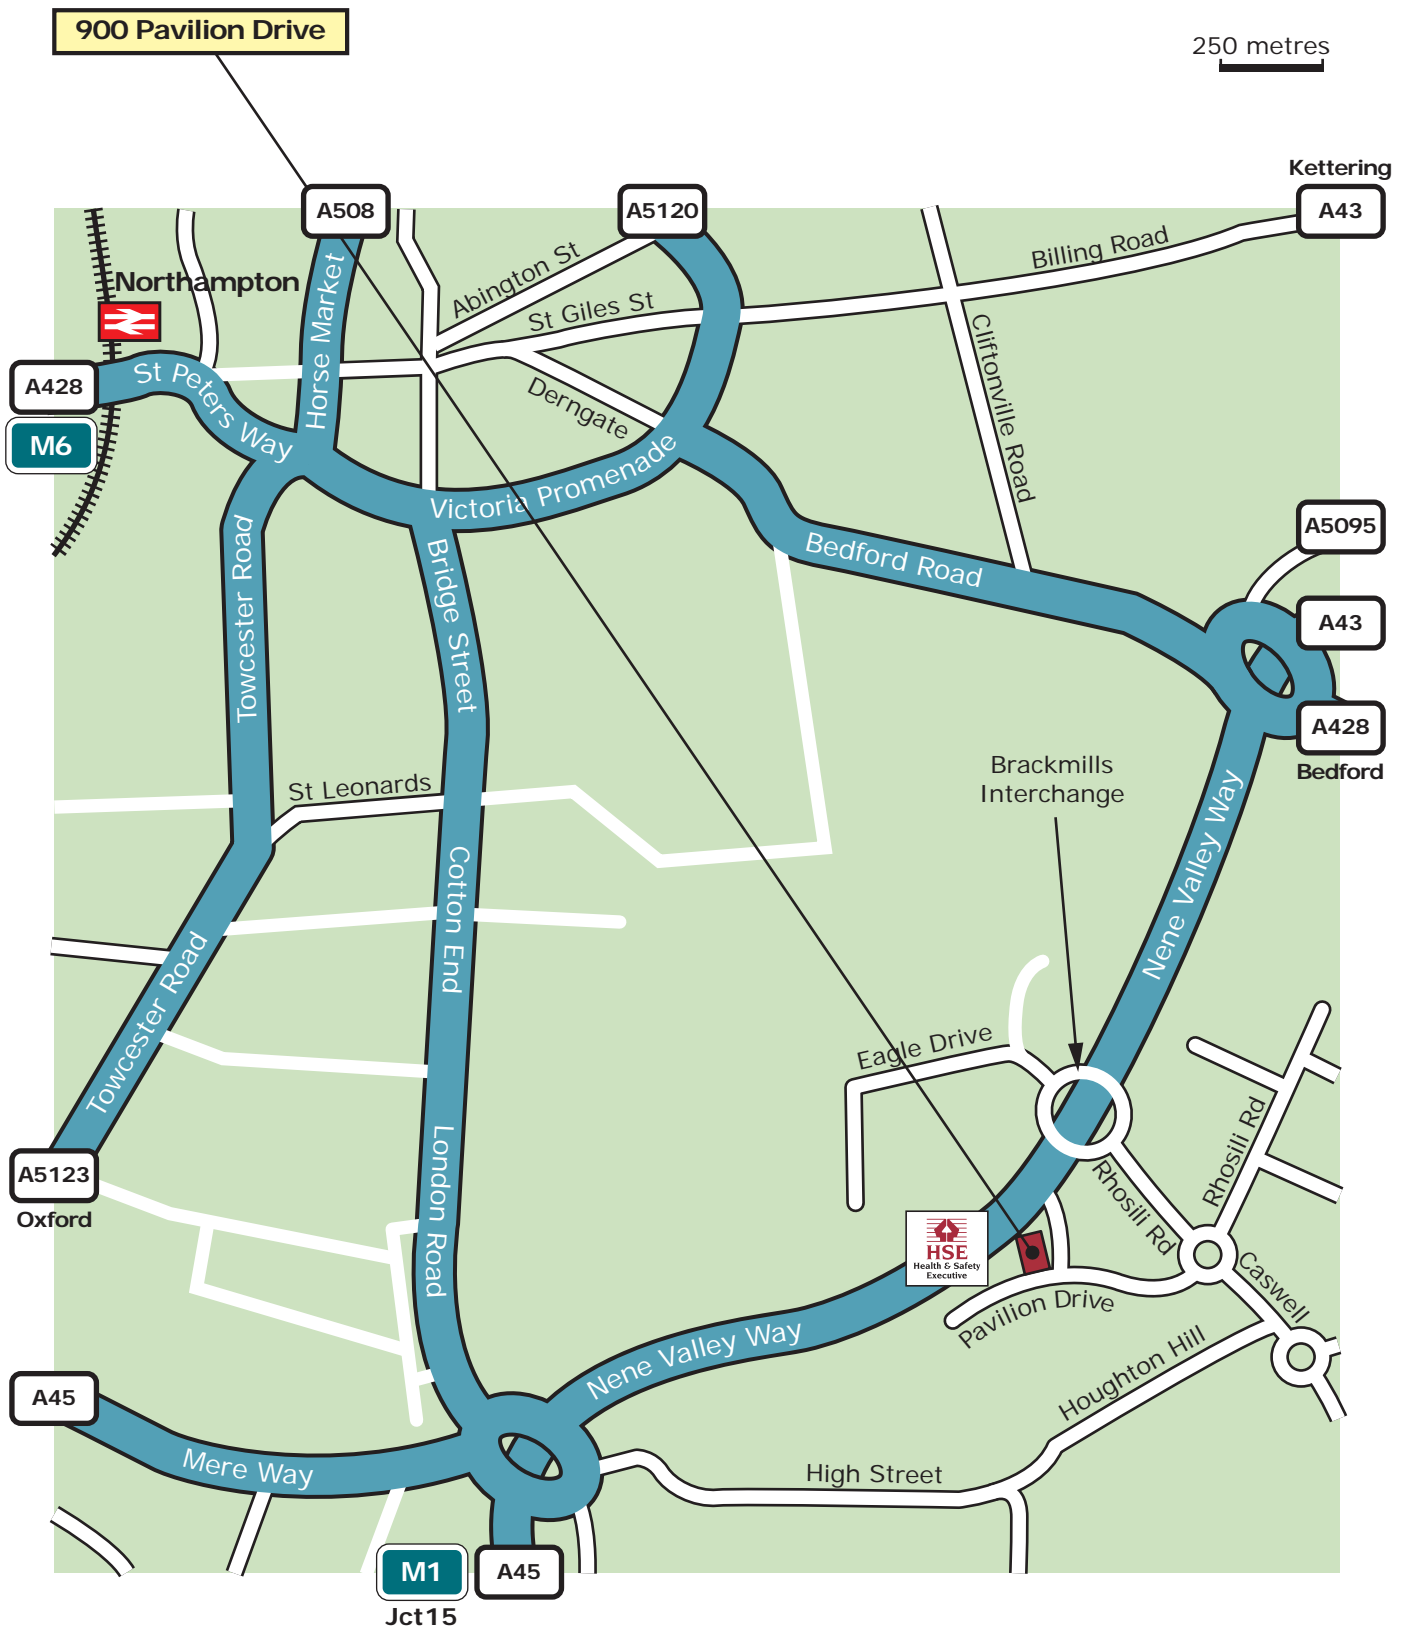 900 Pavilion Drive
250 metres
Kettering
A508
A5120
A43
Billing Road
Abington St
Northampton
Horse Market
St Giles St
Cliftonville Road
A428
St Peters Way
Derngate
M6
Victoria Promenade
Towcester Road
Bridge Street
Bedford Road
A5095
A43
A428
Bedford
Brackmills
Interchange
St Leonards
Nene Valley Way
Cotton End
Towcester Road
Eagle Drive
Rhosili Rd
London Road
A5123
Oxford
Rhosili Rd
HSE
Health & Safety
Executive
Caswell
Pavilion Drive
Nene Valley Way
Houghton Hill
A45
Mere Way
High Street
M1
A45
Jct15